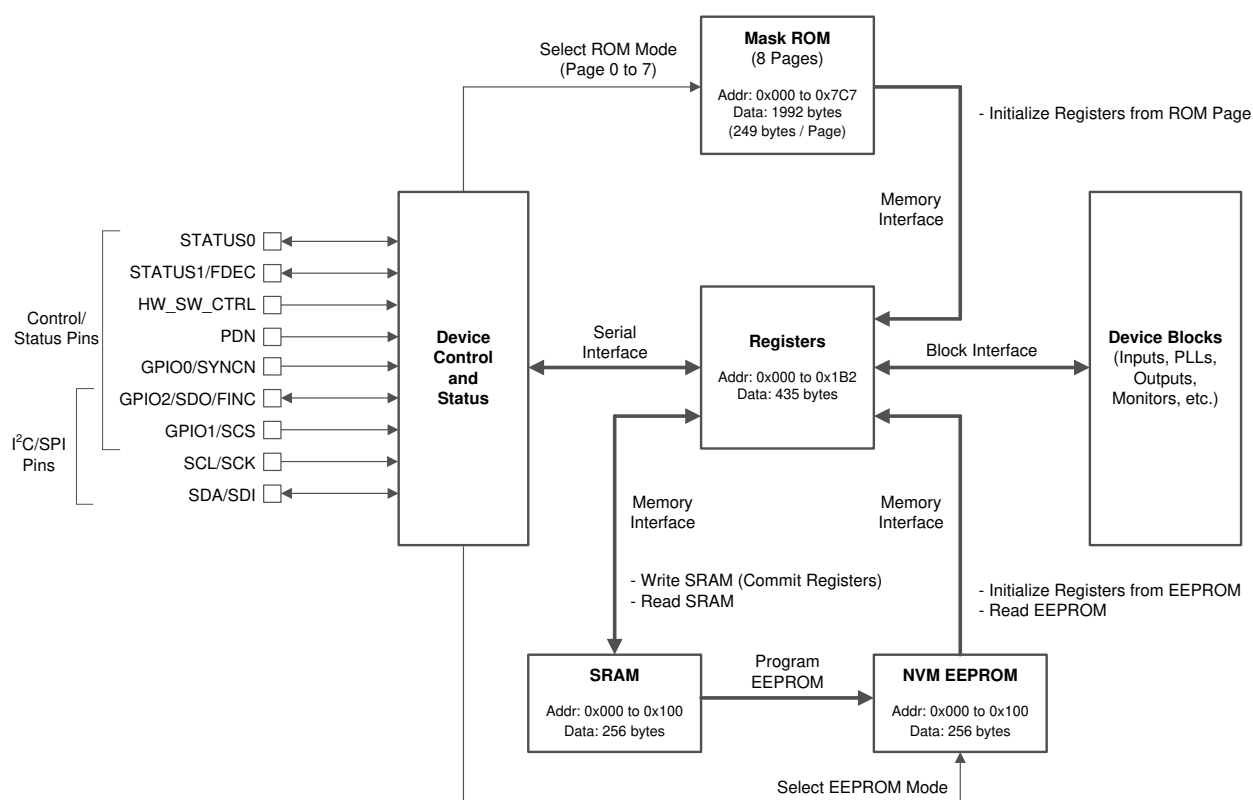 Select ROM Mode
(Page 0 to 7)
Mask ROM
(8 Pages)
Addr: 0x000 to 0x7C7
Data: 1992 bytes
(249 bytes / Page)
- Initialize Registers from ROM Page
Memory
Interface
Control/
Status Pins
I²C/SPI
Pins
STATUS0
STATUS1/FDEC
HW_SW_CTRL
PDN
GPIO0/SYNCN
GPIO2/SDO/FINC
GPIO1/SCS
SCL/SCK
SDA/SDI
Device
Control
and
Status
Serial
Interface
Registers
Addr: 0x000 to 0x1B2
Data: 435 bytes
Block Interface
Device Blocks
(Inputs, PLLs,
Outputs,
Monitors, etc.)
Memory
Interface
- Write SRAM (Commit Registers)
- Read SRAM
Memory
Interface
- Initialize Registers from EEPROM
- Read EEPROM
SRAM
Addr: 0x000 to 0x100
Data: 256 bytes
Program
EEPROM
NVM EEPROM
Addr: 0x000 to 0x100
Data: 256 bytes
Select EEPROM Mode